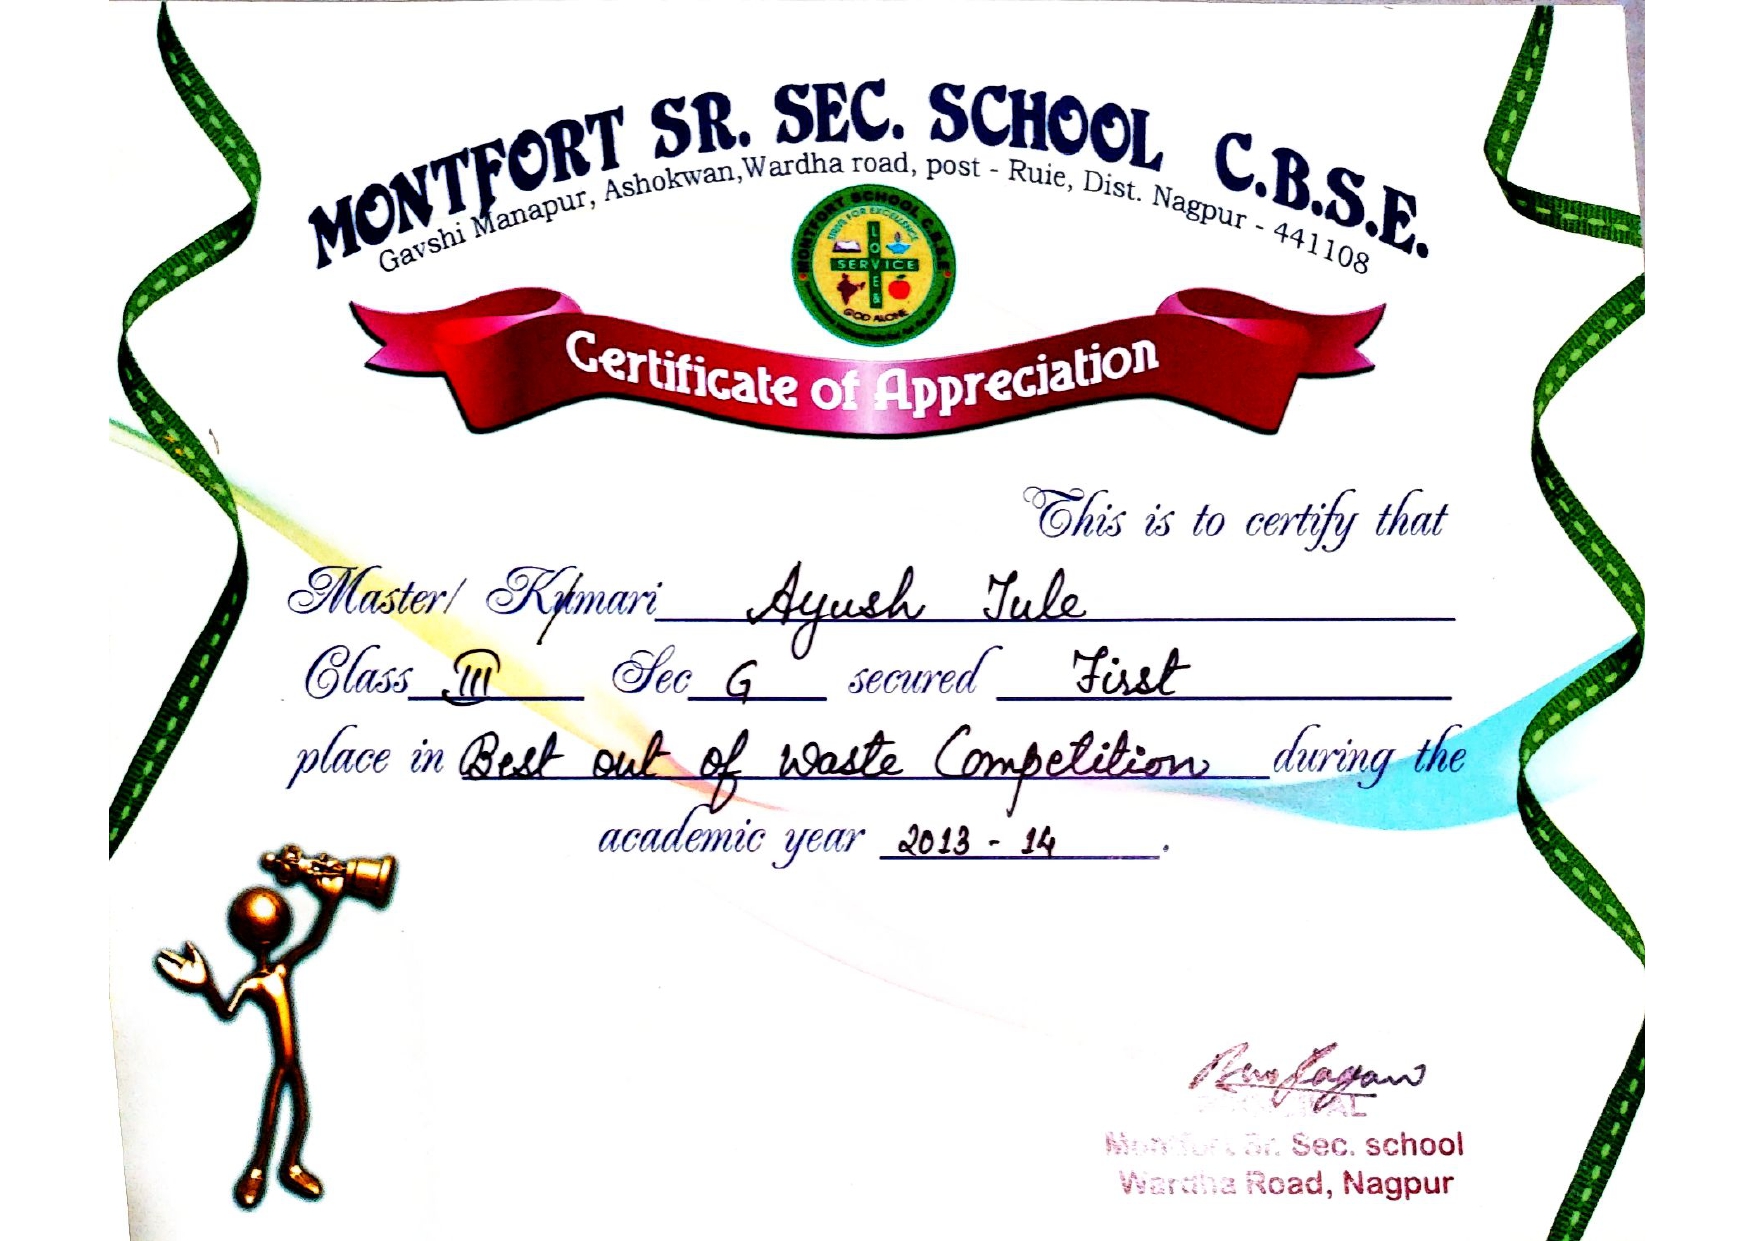 MONTFORT SR. SEC. SCHOOL C.B.S.E.
Gavshi Manapur, Ashokwan, Wardha road, post - Ruie, Dist. Nagpur - 441108
MONTFORT SCHOOL C.B.S.E
STRIVE FOR EXCELLENCE
LOVE &
SERVICE
GOD ALONE
Certificate of Appreciation
This is to certify that
Master/ Kumari Ayush Tule
Class III Sec G secured First
place in Best out of Waste Competition during the
academic year 2013 - 14.
PRINCIPAL
Montfort Sr. Sec. school
Wardha Road, Nagpur